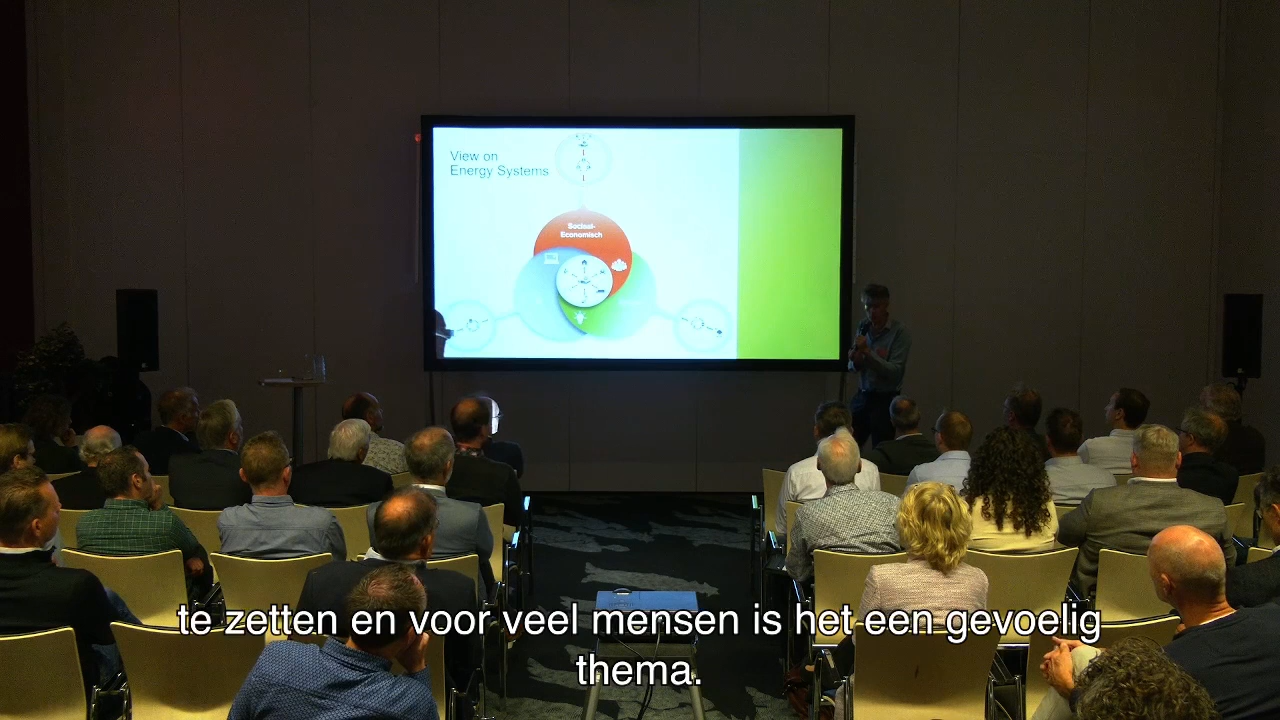 View on
Energy Systems
Sociaal-
Economisch
te zetten en voor veel mensen is het een gevoelig
thema.